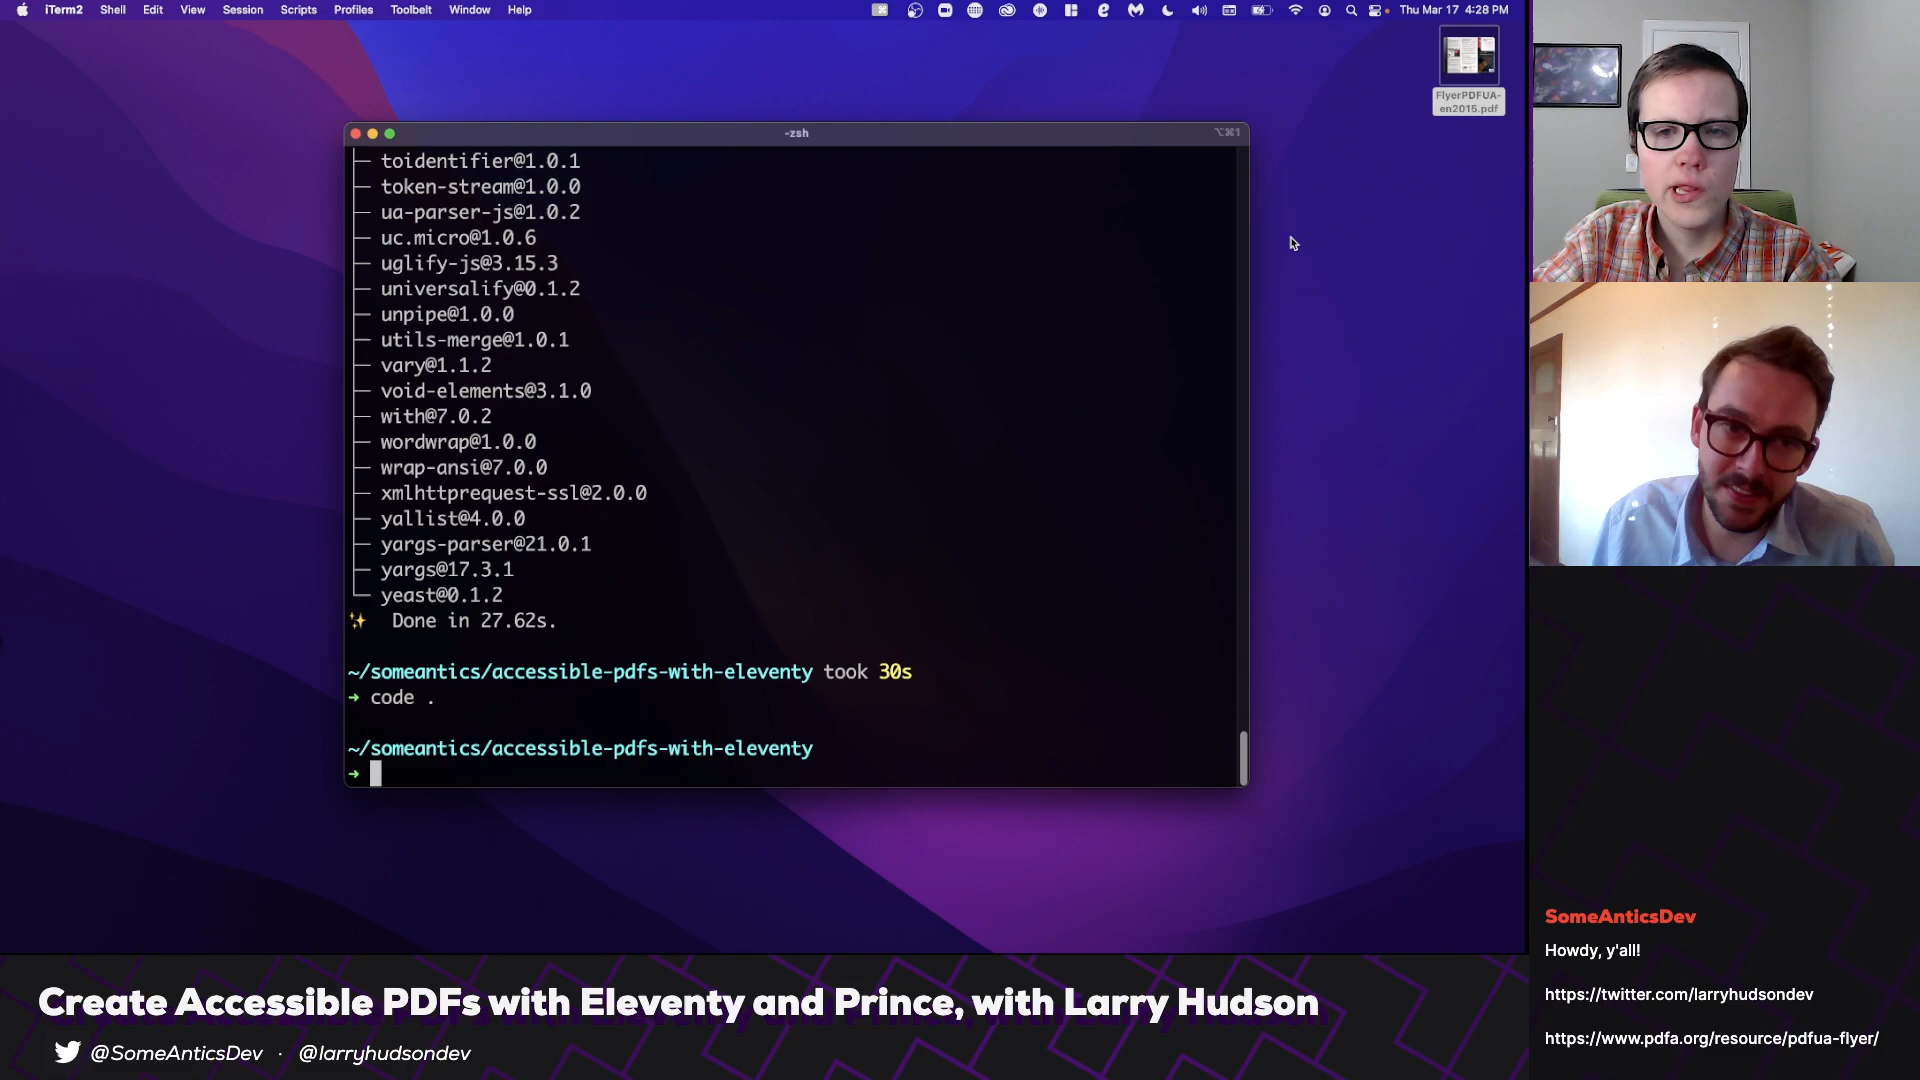 iTerm2 Shell Edit View Session Scripts Profiles Toolbelt Window Help
Thu Mar 17 4:28 PM
FlyerPDFUA-
en2015.pdf
-zsh
⌥⌘1
├─ toidentifier@1.0.1
├─ token-stream@1.0.0
├─ ua-parser-js@1.0.2
├─ uc.micro@1.0.6
├─ uglify-js@3.15.3
├─ universalify@0.1.2
├─ unpipe@1.0.0
├─ utils-merge@1.0.1
├─ vary@1.1.2
├─ void-elements@3.1.0
├─ with@7.0.2
├─ wordwrap@1.0.0
├─ wrap-ansi@7.0.0
├─ xmlhttprequest-ssl@2.0.0
├─ yallist@4.0.0
├─ yargs-parser@21.0.1
├─ yargs@17.3.1
└─ yeast@0.1.2
✨ Done in 27.62s.
~/someantics/accessible-pdfs-with-eleventy took 30s
➜ code .
~/someantics/accessible-pdfs-with-eleventy
➜
SomeAnticsDev
Howdy, y'all!
https://twitter.com/larryhudsondev
https://www.pdfa.org/resource/pdfua-flyer/
Create Accessible PDFs with Eleventy and Prince, with Larry Hudson
@SomeAnticsDev · @larryhudsondev